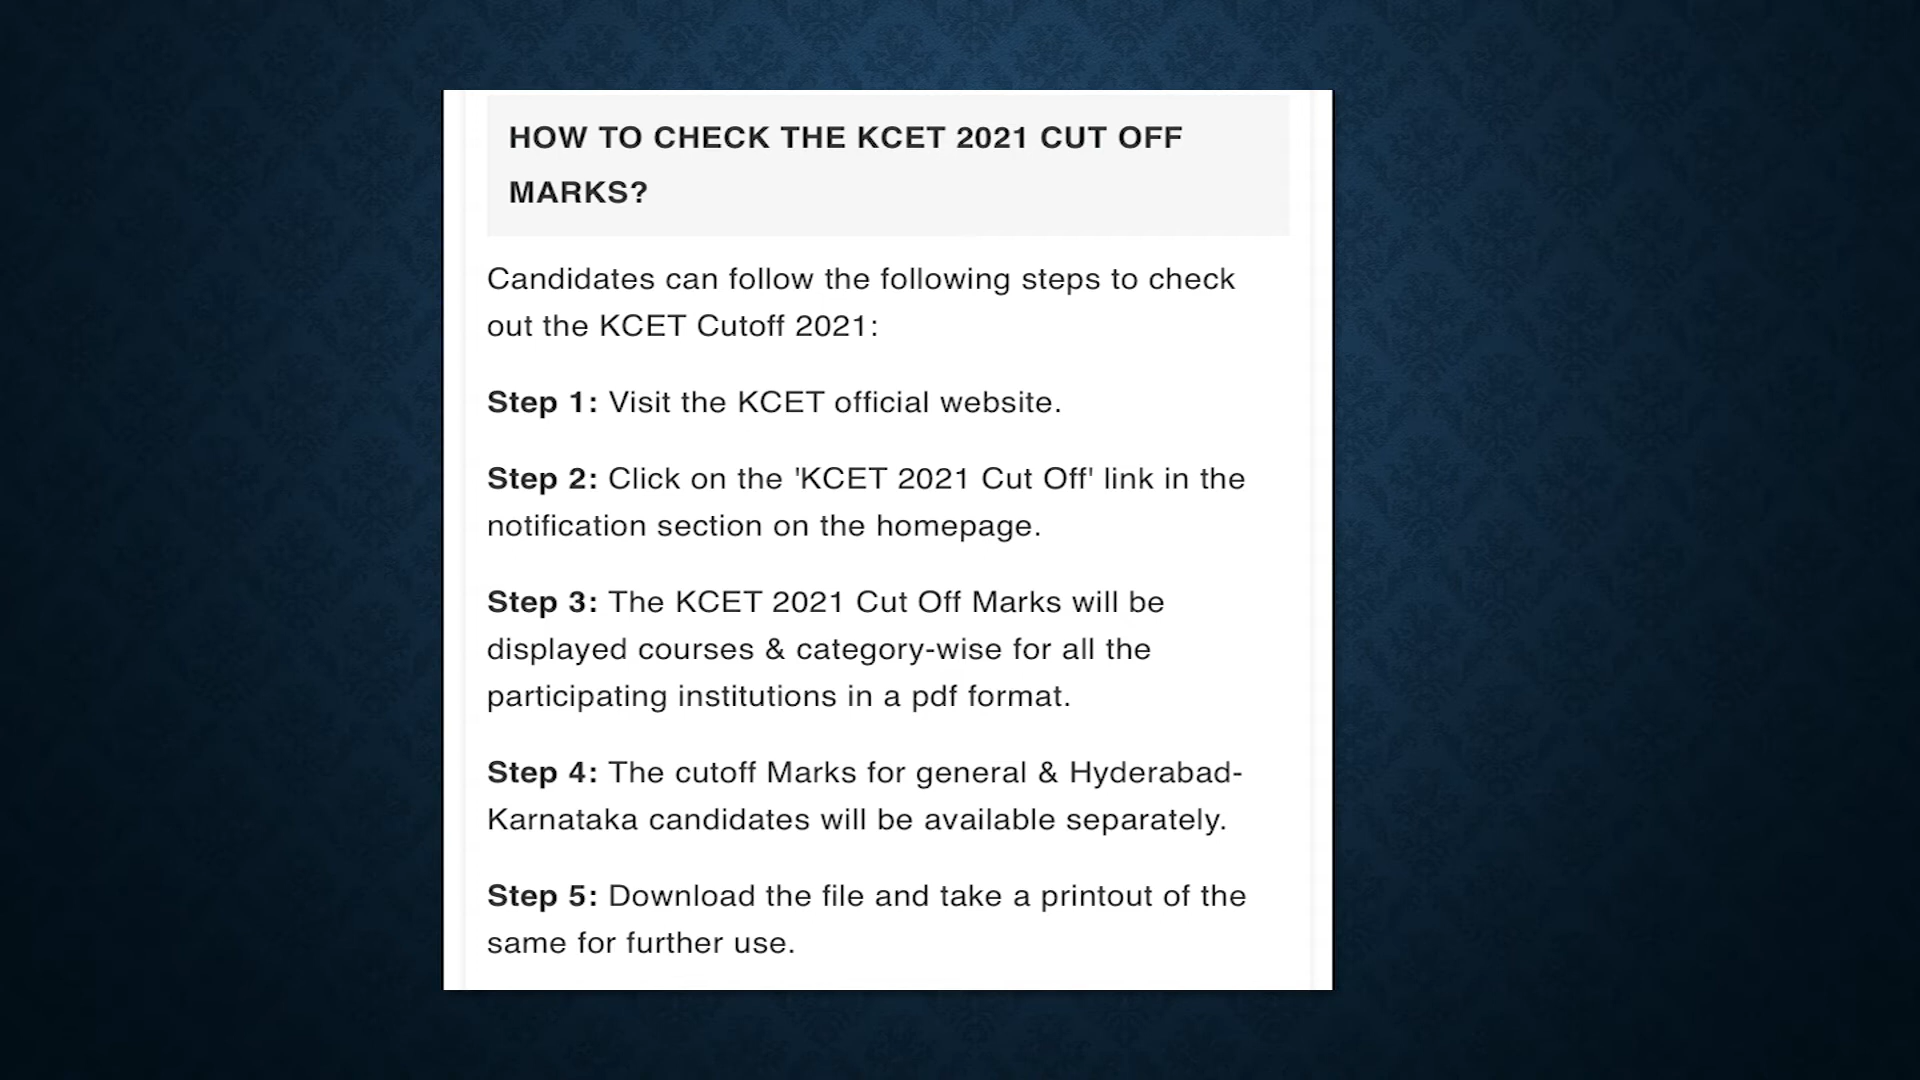 HOW TO CHECK THE KCET 2021 CUT OFF
MARKS?
Candidates can follow the following steps to check
out the KCET Cutoff 2021:
Step 1: Visit the KCET official website.
Step 2: Click on the 'KCET 2021 Cut Off' link in the
notification section on the homepage.
Step 3: The KCET 2021 Cut Off Marks will be
displayed courses & category-wise for all the
participating institutions in a pdf format.
Step 4: The cutoff Marks for general & Hyderabad-
Karnataka candidates will be available separately.
Step 5: Download the file and take a printout of the
same for further use.